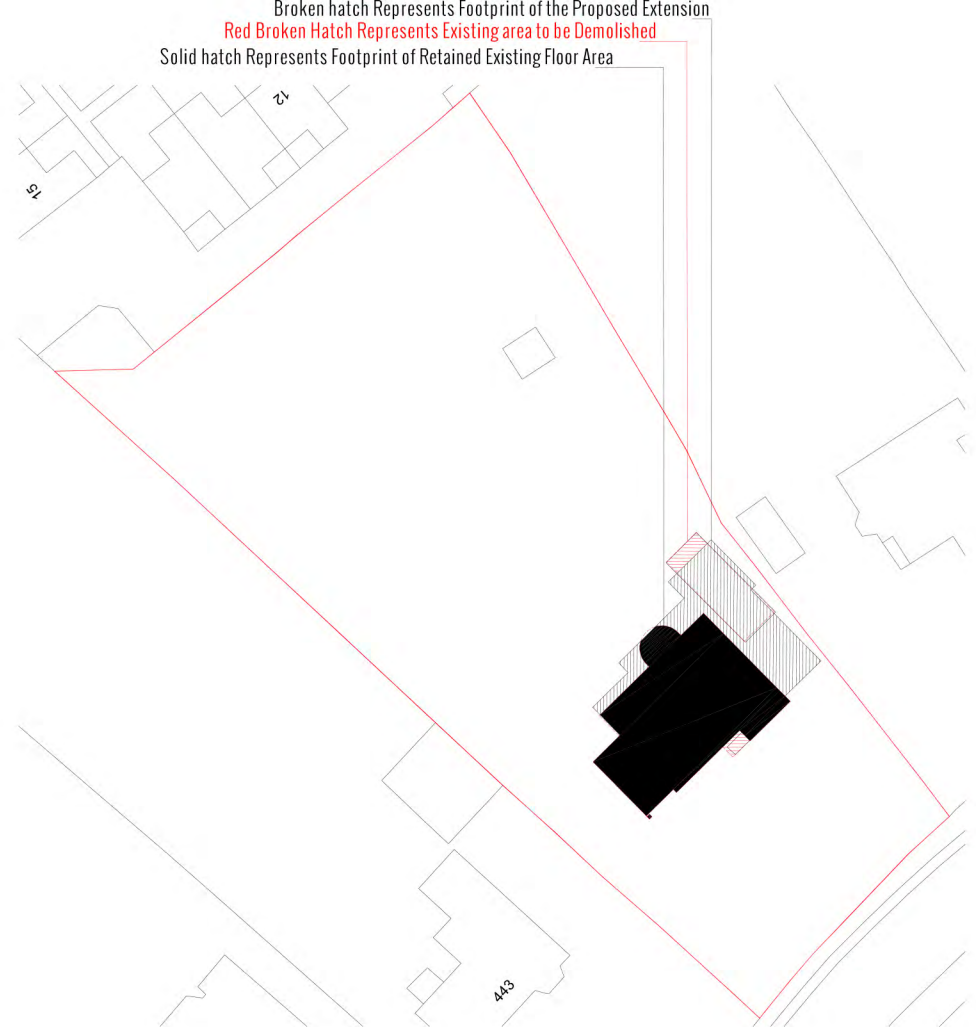 Broken hatch Represents Footprint of the Proposed Extension
Red Broken Hatch Represents Existing area to be Demolished
Solid hatch Represents Footprint of Retained Existing Floor Area
12
15
443